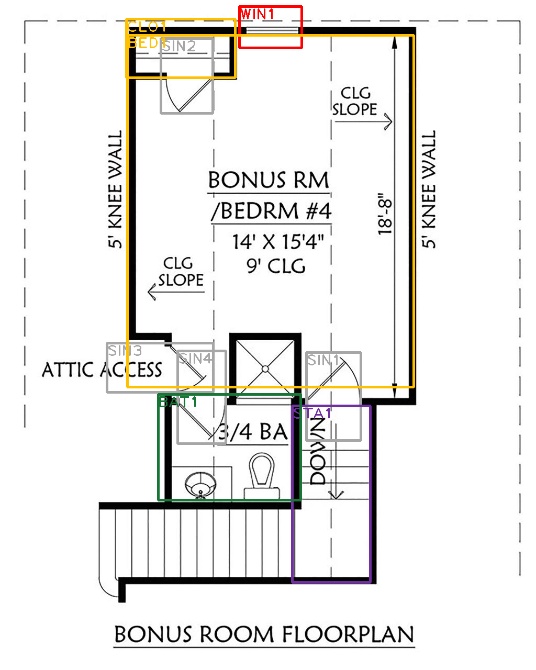 WIN1
CLO1
BED1
SIN2
CLG
SLOPE
5' KNEE WALL
BONUS RM
/BEDRM #4
14' X 15'4"
9' CLG
18'-8"
5' KNEE WALL
CLG
SLOPE
SIN3
SIN4
SIN1
ATTIC ACCESS
BAT1
STA1
3/4 BA
DOWN
BONUS ROOM FLOORPLAN